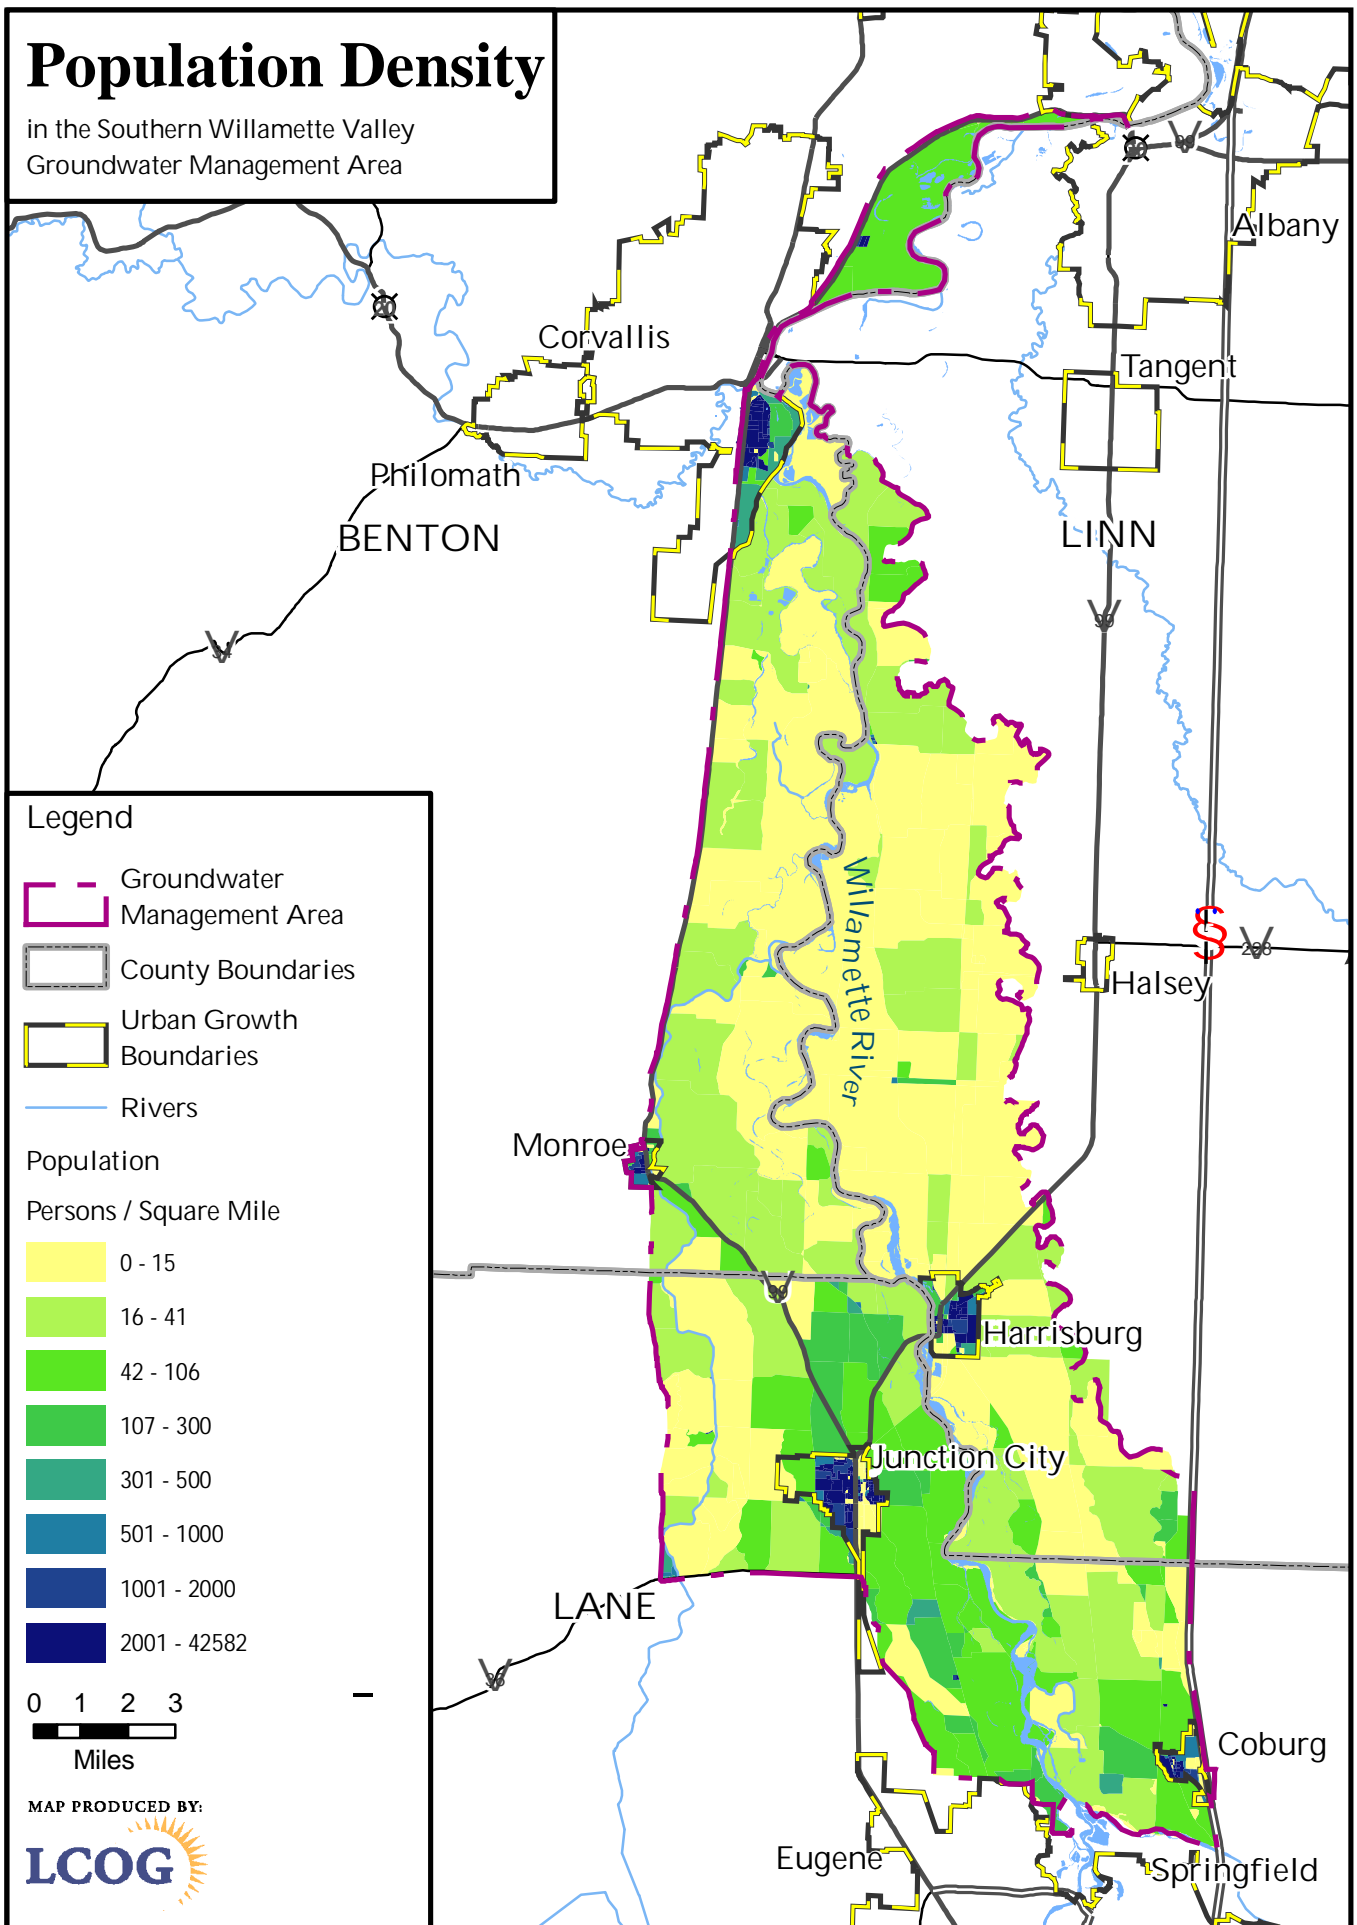 Population Density
in the Southern Willamette Valley
Groundwater Management Area
Albany
Corvallis
Tangent
Philomath
BENTON
LINN
Willamette River
Halsey
228
Monroe
99
Harrisburg
Junction City
LANE
Coburg
Eugene
Springfield
Legend
Groundwater
Management Area
County Boundaries
Urban Growth
Boundaries
Rivers
Population
Persons / Square Mile
0 - 15
16 - 41
42 - 106
107 - 300
301 - 500
501 - 1000
1001 - 2000
2001 - 42582
0 1 2 3
Miles
MAP PRODUCED BY:
LCOG